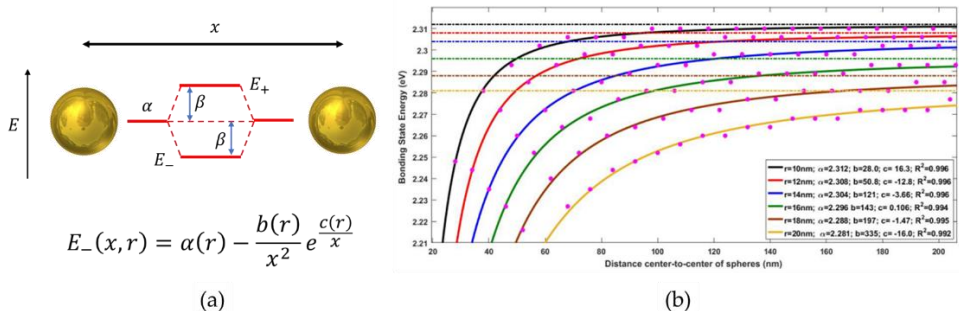 x
E
α
β
E₊
β
E₋
E₋(x, r) = α(r) − b(r)/x² e^(c(r)/x)
(a)
Bonding State Energy (eV)
2.31
2.3
2.29
2.28
2.27
2.26
2.25
2.24
2.23
2.22
2.21
r=10nm; α=2.312; b=28.0; c= 16.3; R²=0.996
r=12nm; α=2.308; b=50.8; c= -12.8; R²=0.996
r=14nm; α=2.304; b=121; c= -3.66; R²=0.996
r=16nm; α=2.296 b=143; c= 0.106; R²=0.994
r=18nm; α=2.288 b=197; c= -1.47; R²=0.995
r=20nm; α=2.281; b=335; c= -16.0; R²=0.992
20 40 60 80 100 120 140 160 180 200
Distance center-to-center of spheres (nm)
(b)